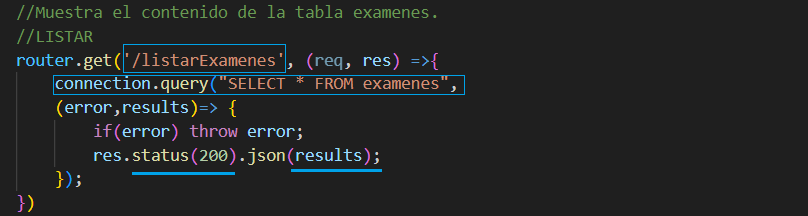 //Muestra el contenido de la tabla examenes.
//LISTAR
router.get('/listarExamenes', (req, res) =>{
connection.query("SELECT * FROM examenes",
(error,results)=> {
if(error) throw error;
res.status(200).json(results);
});
})